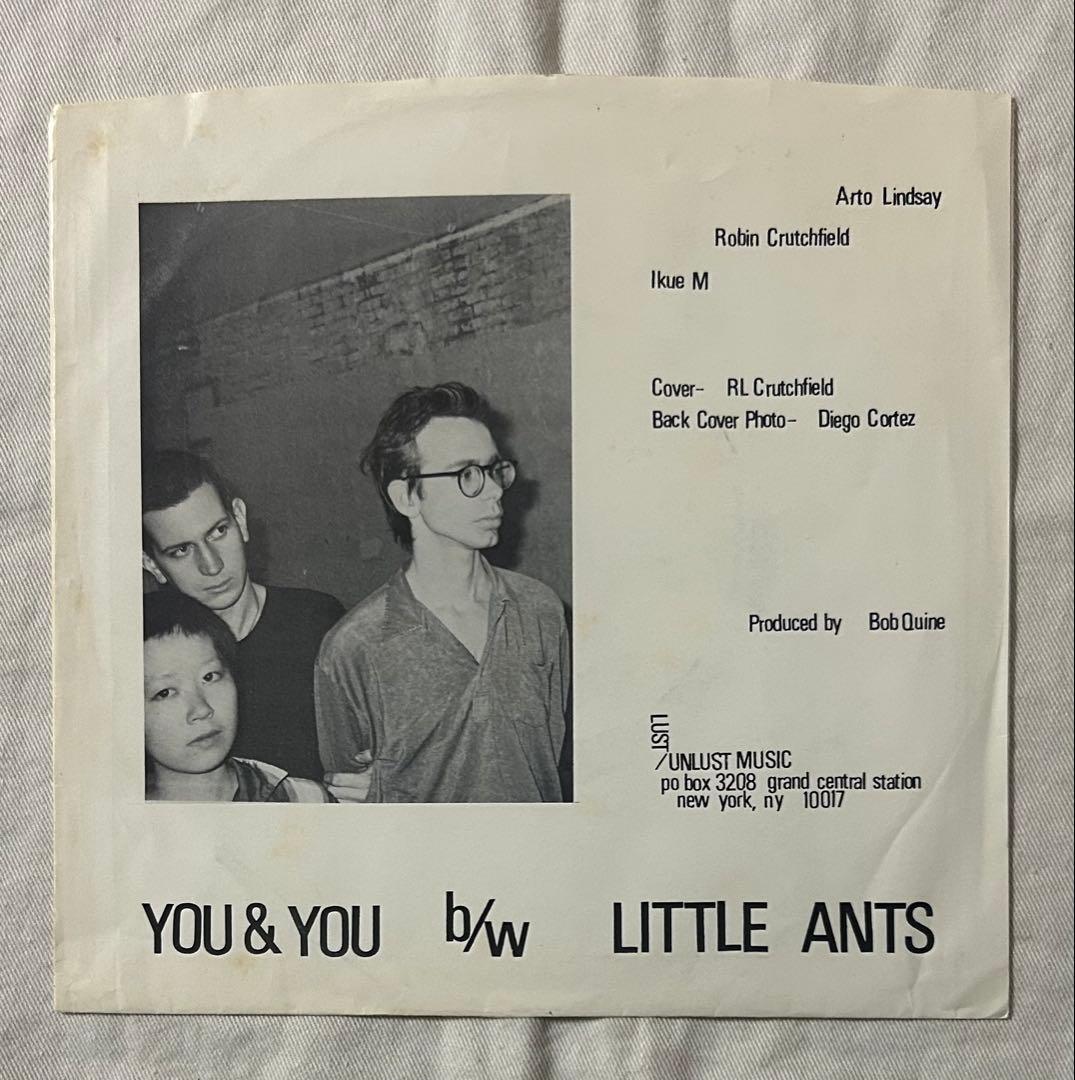 Arto Lindsay
Robin Crutchfield
Ikue M
Cover- RL Crutchfield
Back Cover Photo- Diego Cortez
Produced by Bob Quine
LUST
/UNLUST MUSIC
po box 3208 grand central station
new york, ny 10017
YOU & YOU b/w LITTLE ANTS